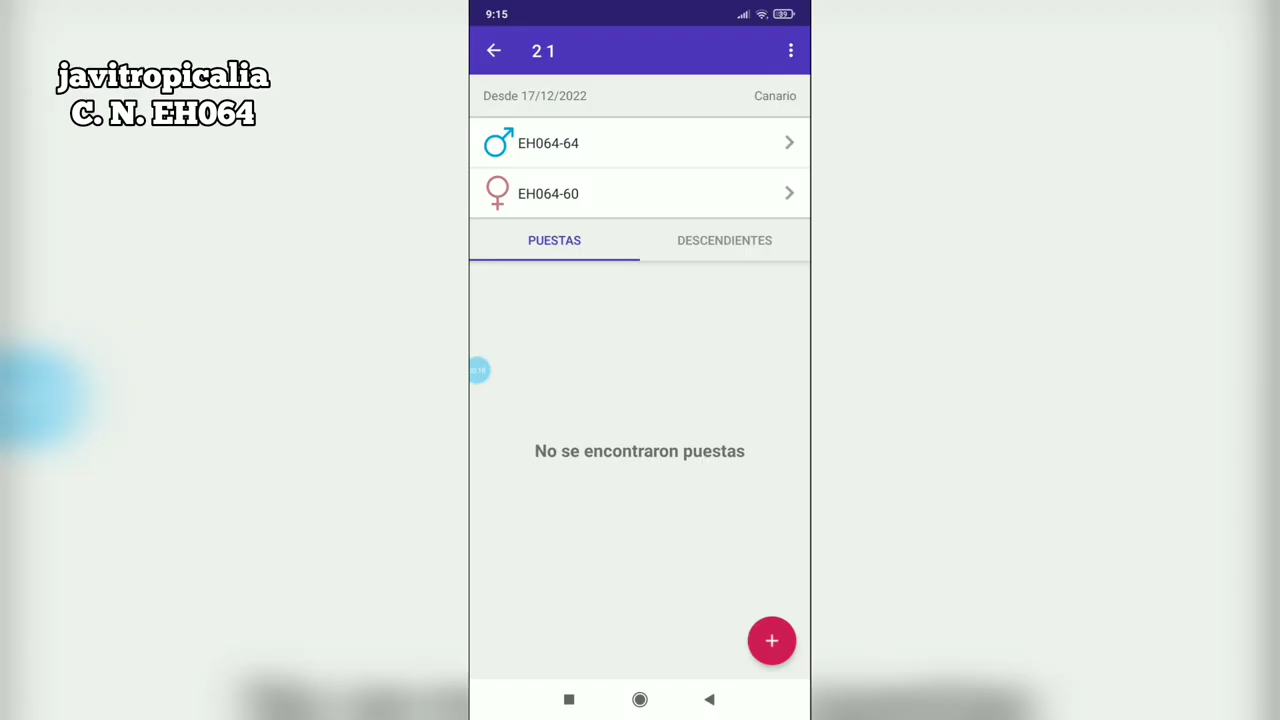 javitropicalia
C. N. EH064
9:15
89
2 1
Desde 17/12/2022
Canario
EH064-64
EH064-60
PUESTAS
DESCENDIENTES
No se encontraron puestas